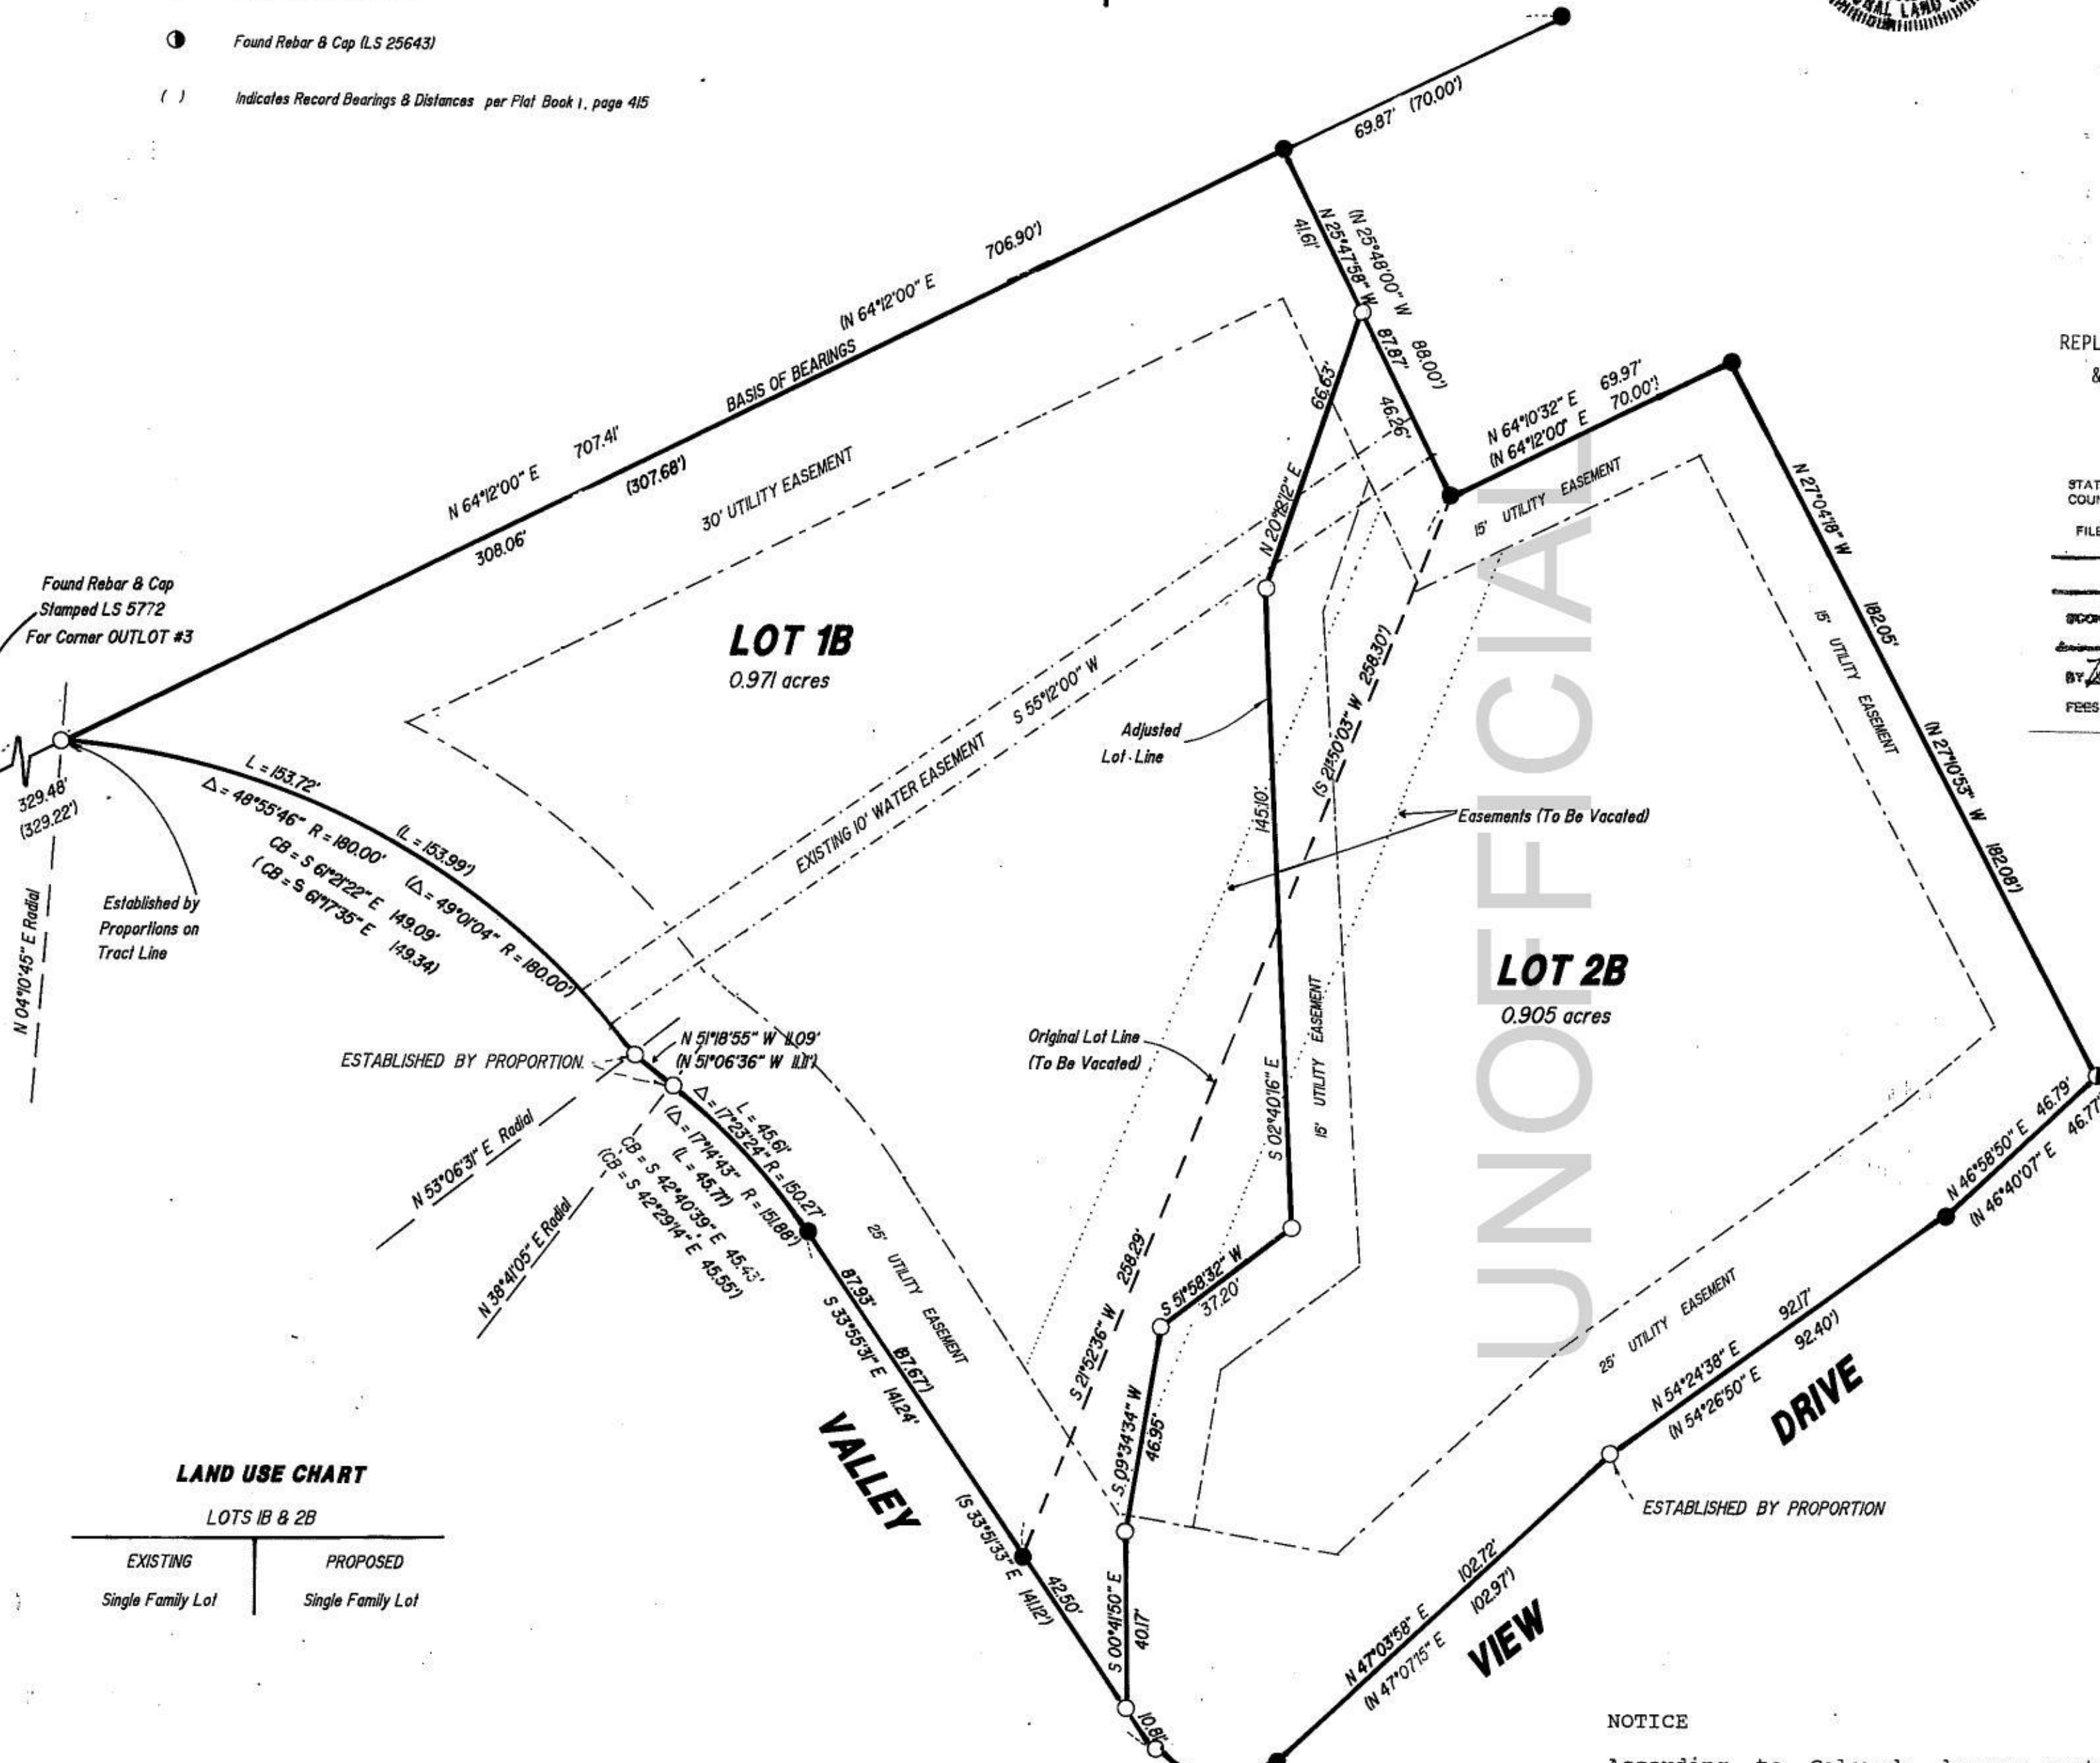 Found Rebar & Cap (LS 25643)
( ) Indicates Record Bearings & Distances per Plat Book 1, page 415
69.87' (70.00')
706.90')
(N 64°12'00" E
BASIS OF BEARINGS
707.41'
N 64°12'00" E
(307.68')
308.06'
30' UTILITY EASEMENT
N 25°47'58" W
(N 25°48'00" W
41.61'
87.87'
88.00')
46.26'
66.63'
N 20°12'12" E
N 64°10'32" E 69.97'
(N 64°12'00" E 70.00')
15' UTILITY EASEMENT
N 27°04'18" W
182.05'
(N 27°10'53" W
182.08')
15' UTILITY EASEMENT
REPL
&
STAT
COUN
FILE
BY
FEES
Found Rebar & Cap
Stamped LS 5772
For Corner OUTLOT #3
LOT 1B
0.971 acres
S 55°12'00" W
EXISTING 10' WATER EASEMENT
Adjusted
Lot Line
(S 21°50'03" W 258.30')
145.10'
Easements (To Be Vacated)
329.48'
(329.22')
N 04°10'45" E Radial
Established by
Proportions on
Tract Line
L = 153.72'
Δ = 48°55'46" R = 180.00'
CB = S 61°21'22" E 149.09'
(CB = S 61°17'35" E 149.34')
(L = 153.99')
(Δ = 49°01'04" R = 180.00')
LOT 2B
0.905 acres
UNOFFICIAL
Original Lot Line
(To Be Vacated)
15' UTILITY EASEMENT
S 02°40'16" E
N 51°18'55" W 11.09'
(N 51°06'36" W 11.11')
ESTABLISHED BY PROPORTION
N 53°06'31" E Radial
N 38°41'05" E Radial
L = 45.61'
Δ = 17°23'24" R = 150.27'
(L = 45.71')
(Δ = 17°14'43" R = 151.88')
CB = S 42°40'39" E 45.43'
(CB = S 42°29'14" E 45.55')
25' UTILITY EASEMENT
87.93'
87.67')
S 33°55'31" E 141.24'
(S 33°51'33" E 141.12')
S 21°52'36" W 258.29'
S 51°58'32" W
37.20'
S 09°34'34" W
46.95'
N 46°58'50" E 46.79'
(N 46°40'07" E 46.77'
25' UTILITY EASEMENT
N 54°24'38" E 92.17'
(N 54°26'50" E 92.40')
DRIVE
ESTABLISHED BY PROPORTION
VALLEY
42.50'
S 00°41'50" E
40.17'
10.81'
N 47°03'58" E 102.72'
(N 47°07'15" E 102.97')
VIEW
LAND USE CHART
LOTS 1B & 2B
EXISTING PROPOSED
Single Family Lot Single Family Lot
NOTICE